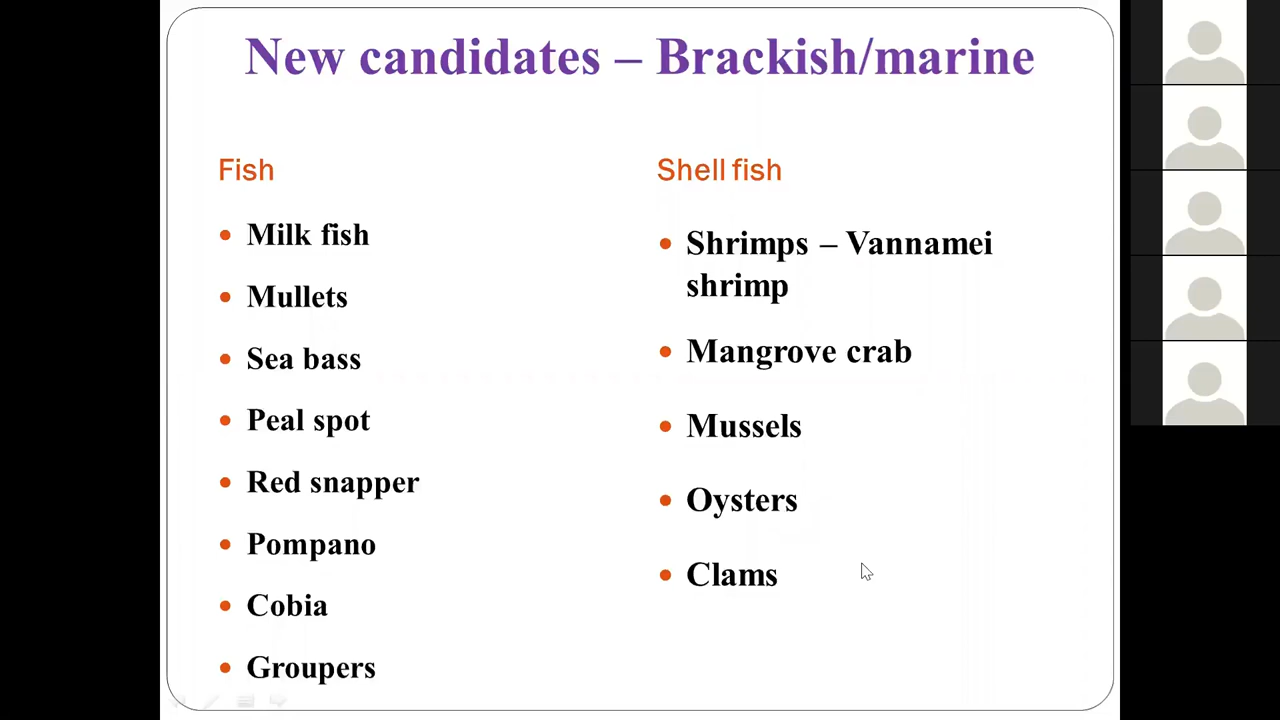 New candidates – Brackish/marine
Fish
• Milk fish
• Mullets
• Sea bass
• Peal spot
• Red snapper
• Pompano
• Cobia
• Groupers
Shell fish
• Shrimps – Vannamei
shrimp
• Mangrove crab
• Mussels
• Oysters
• Clams